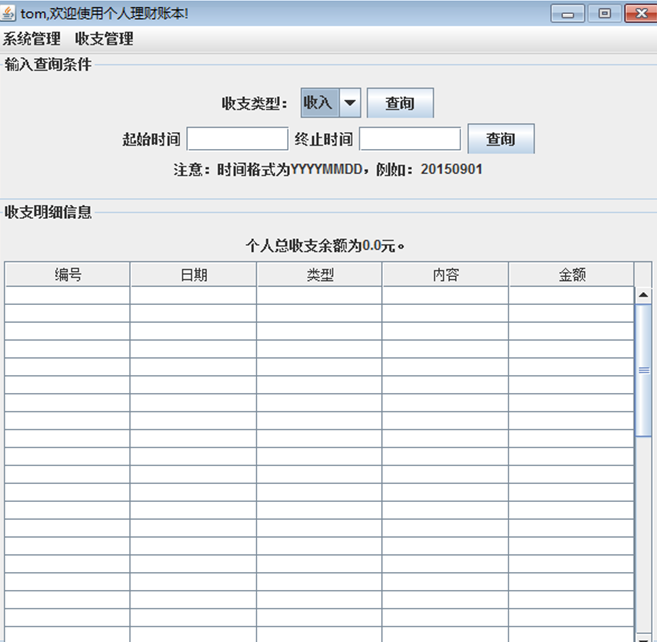 tom,欢迎使用个人理财账本!
系统管理 收支管理
输入查询条件
收支类型： 收入 查询
起始时间 终止时间 查询
注意：时间格式为YYYYMMDD，例如：20150901
收支明细信息
个人总收支余额为0.0元。
编号 日期 类型 内容 金额